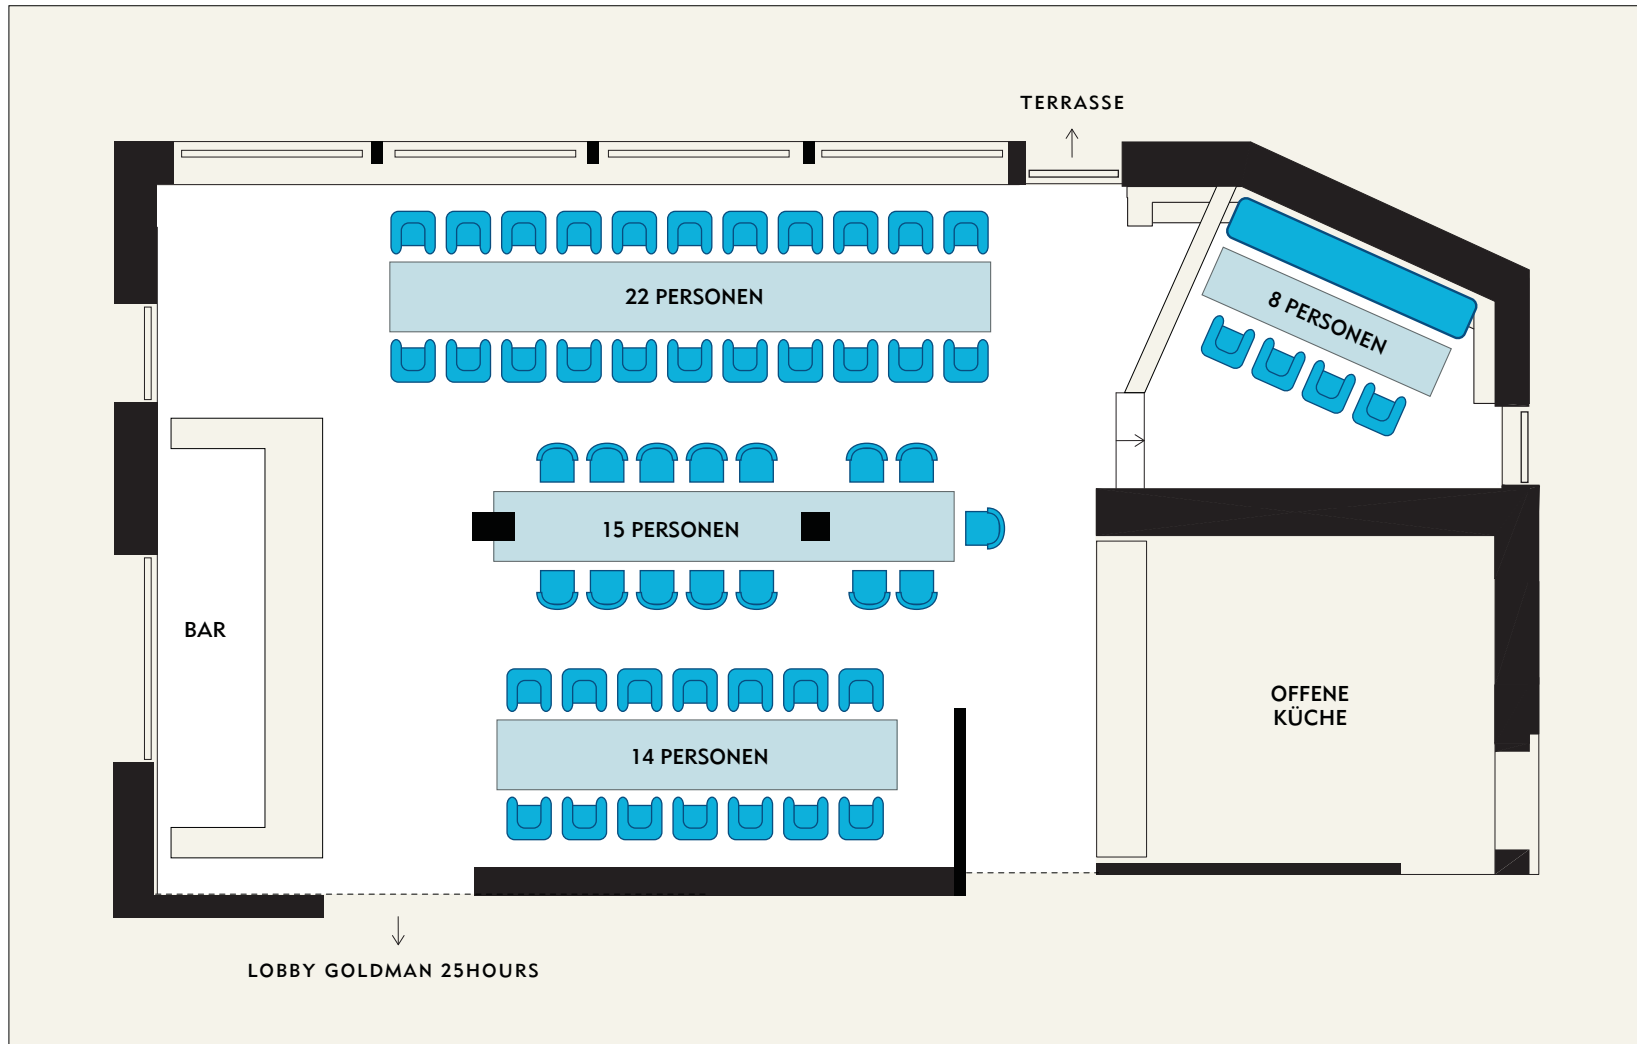 TERRASSE
22 PERSONEN
8 PERSONEN
15 PERSONEN
BAR
OFFENE
KÜCHE
14 PERSONEN
LOBBY GOLDMAN 25HOURS